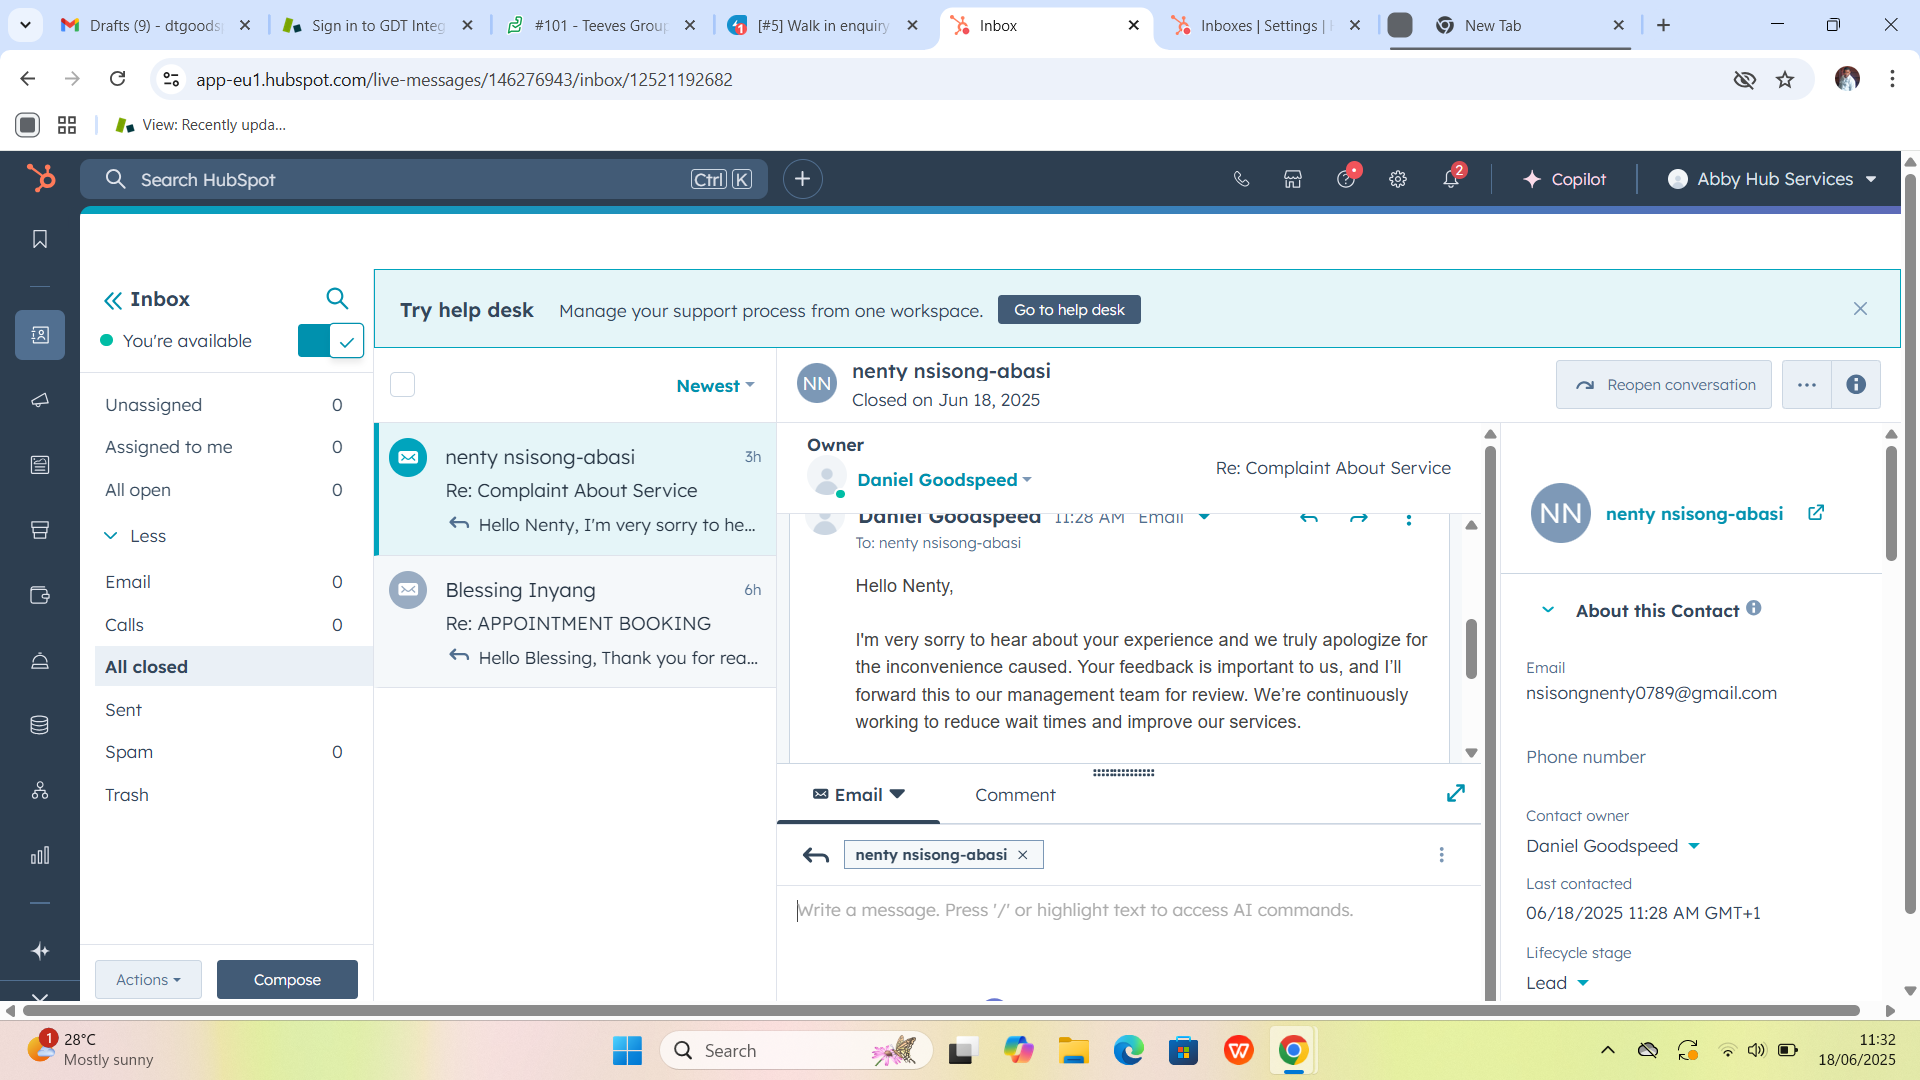 Drafts (9) - dtgoods
Sign in to GDT Integ
#101 - Teeves Group
[#5] Walk in enquiry
Inbox
Inboxes | Settings |
New Tab
app-eu1.hubspot.com/live-messages/146276943/inbox/12521192682
View: Recently upda...
Search HubSpot
Ctrl K
2
Copilot
Abby Hub Services
Inbox
You're available
Try help desk
Manage your support process from one workspace.
Go to help desk
Unassigned 0
Assigned to me 0
All open 0
Less
Email 0
Calls 0
All closed
Sent
Spam 0
Trash
Actions
Compose
Newest
nenty nsisong-abasi 3h
Re: Complaint About Service
Hello Nenty, I'm very sorry to he...
Blessing Inyang 6h
Re: APPOINTMENT BOOKING
Hello Blessing, Thank you for rea...
NN
nenty nsisong-abasi
Closed on Jun 18, 2025
Reopen conversation
Owner
Daniel Goodspeed
Re: Complaint About Service
Daniel Goodspeed 11:28 AM Email
To: nenty nsisong-abasi
Hello Nenty,
I'm very sorry to hear about your experience and we truly apologize for
the inconvenience caused. Your feedback is important to us, and I’ll
forward this to our management team for review. We’re continuously
working to reduce wait times and improve our services.
Email
Comment
nenty nsisong-abasi
Write a message. Press '/' or highlight text to access AI commands.
NN
nenty nsisong-abasi
About this Contact
Email
nsisongnenty0789@gmail.com
Phone number
Contact owner
Daniel Goodspeed
Last contacted
06/18/2025 11:28 AM GMT+1
Lifecycle stage
Lead
1
28°C
Mostly sunny
Search
11:32
18/06/2025